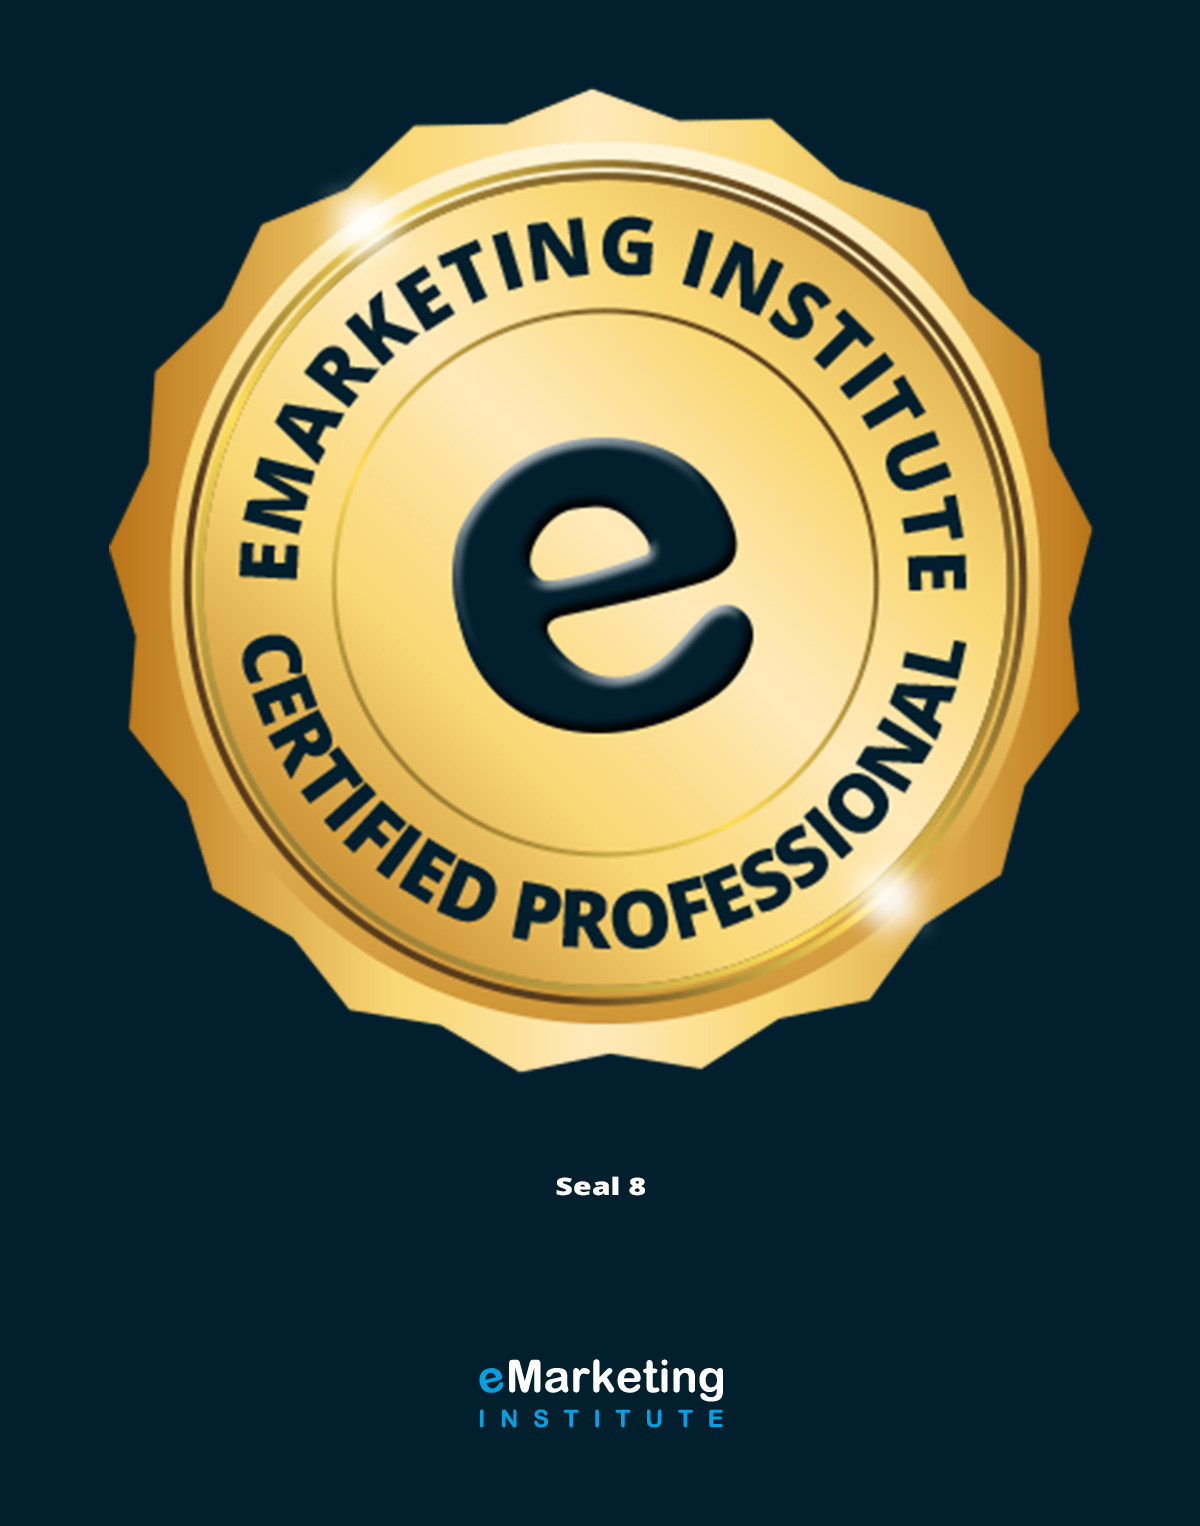 EMARKETING INSTITUTE
e
CERTIFIED PROFESSIONAL
Seal 8
eMarketing
INSTITUTE